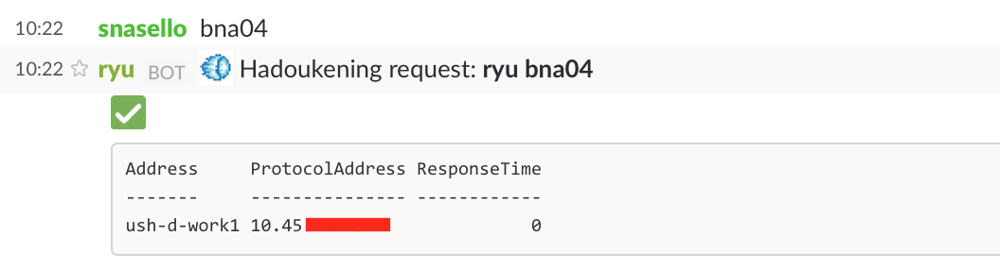 10:22 snasello bna04
10:22 ryu BOT Hadoukening request: ryu bna04
Address ProtocolAddress ResponseTime
------- --------------- ------------
ush-d-work1 10.45 0